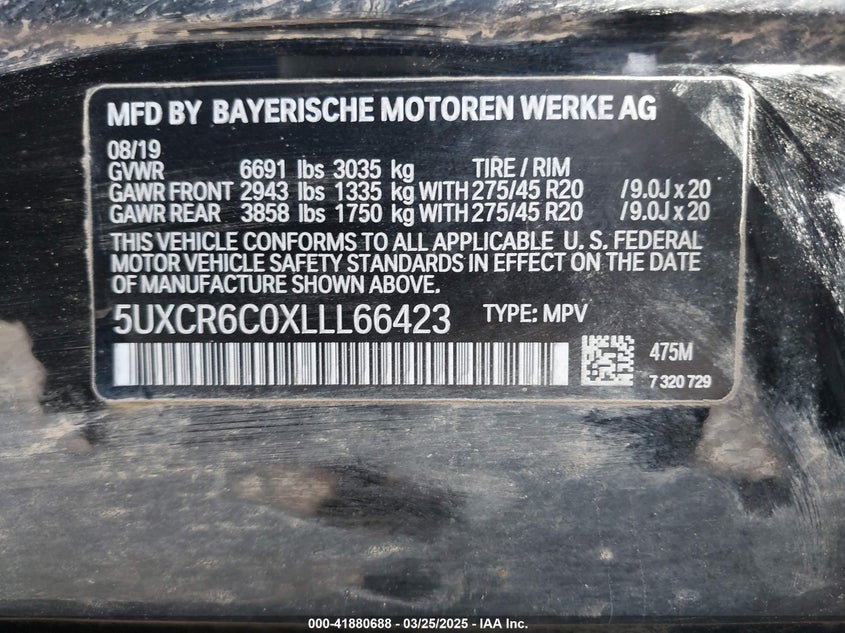 MFD BY BAYERISCHE MOTOREN WERKE AG
08/19
GVWR 6691 lbs 3035 kg TIRE / RIM
GAWR FRONT 2943 lbs 1335 kg WITH 275/45 R20 /9.0J x 20
GAWR REAR 3858 lbs 1750 kg WITH 275/45 R20 /9.0J x 20
THIS VEHICLE CONFORMS TO ALL APPLICABLE U. S. FEDERAL
MOTOR VEHICLE SAFETY STANDARDS IN EFFECT ON THE DATE
OF MANUFACTURE SHOWN ABOVE.
5UXCR6C0XLLL66423 TYPE: MPV
475M
7 320 729
000-41880688 - 03/25/2025 - IAA Inc.